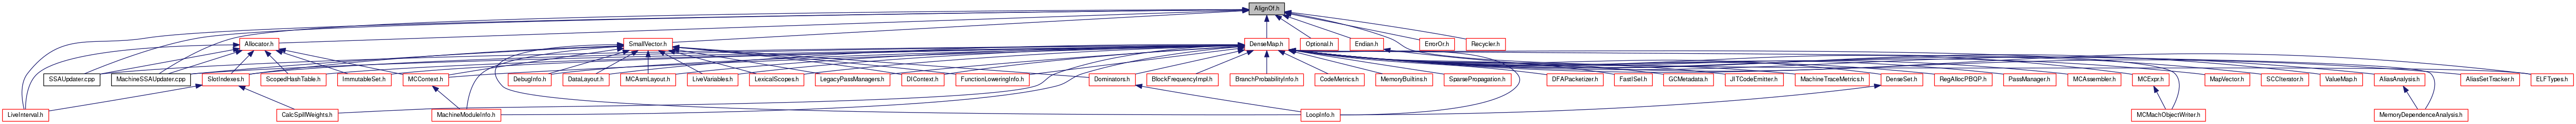 AlignOf.h
Allocator.h
SmallVector.h
DenseMap.h
Optional.h
Endian.h
ErrorOr.h
Recycler.h
SSAUpdater.cpp
MachineSSAUpdater.cpp
SlotIndexes.h
ScopedHashTable.h
ImmutableSet.h
MCContext.h
DebugInfo.h
DataLayout.h
MCAsmLayout.h
LiveVariables.h
LexicalScopes.h
LegacyPassManagers.h
DIContext.h
FunctionLoweringInfo.h
Dominators.h
BlockFrequencyImpl.h
BranchProbabilityInfo.h
CodeMetrics.h
MemoryBuiltins.h
SparsePropagation.h
DFAPacketizer.h
FastISel.h
GCMetadata.h
JITCodeEmitter.h
MachineTraceMetrics.h
DenseSet.h
RegAllocPBQP.h
PassManager.h
MCAssembler.h
MCExpr.h
MapVector.h
SCCIterator.h
ValueMap.h
AliasAnalysis.h
AliasSetTracker.h
ELFTypes.h
LiveInterval.h
CalcSpillWeights.h
MachineModuleInfo.h
LoopInfo.h
MCMachObjectWriter.h
MemoryDependenceAnalysis.h